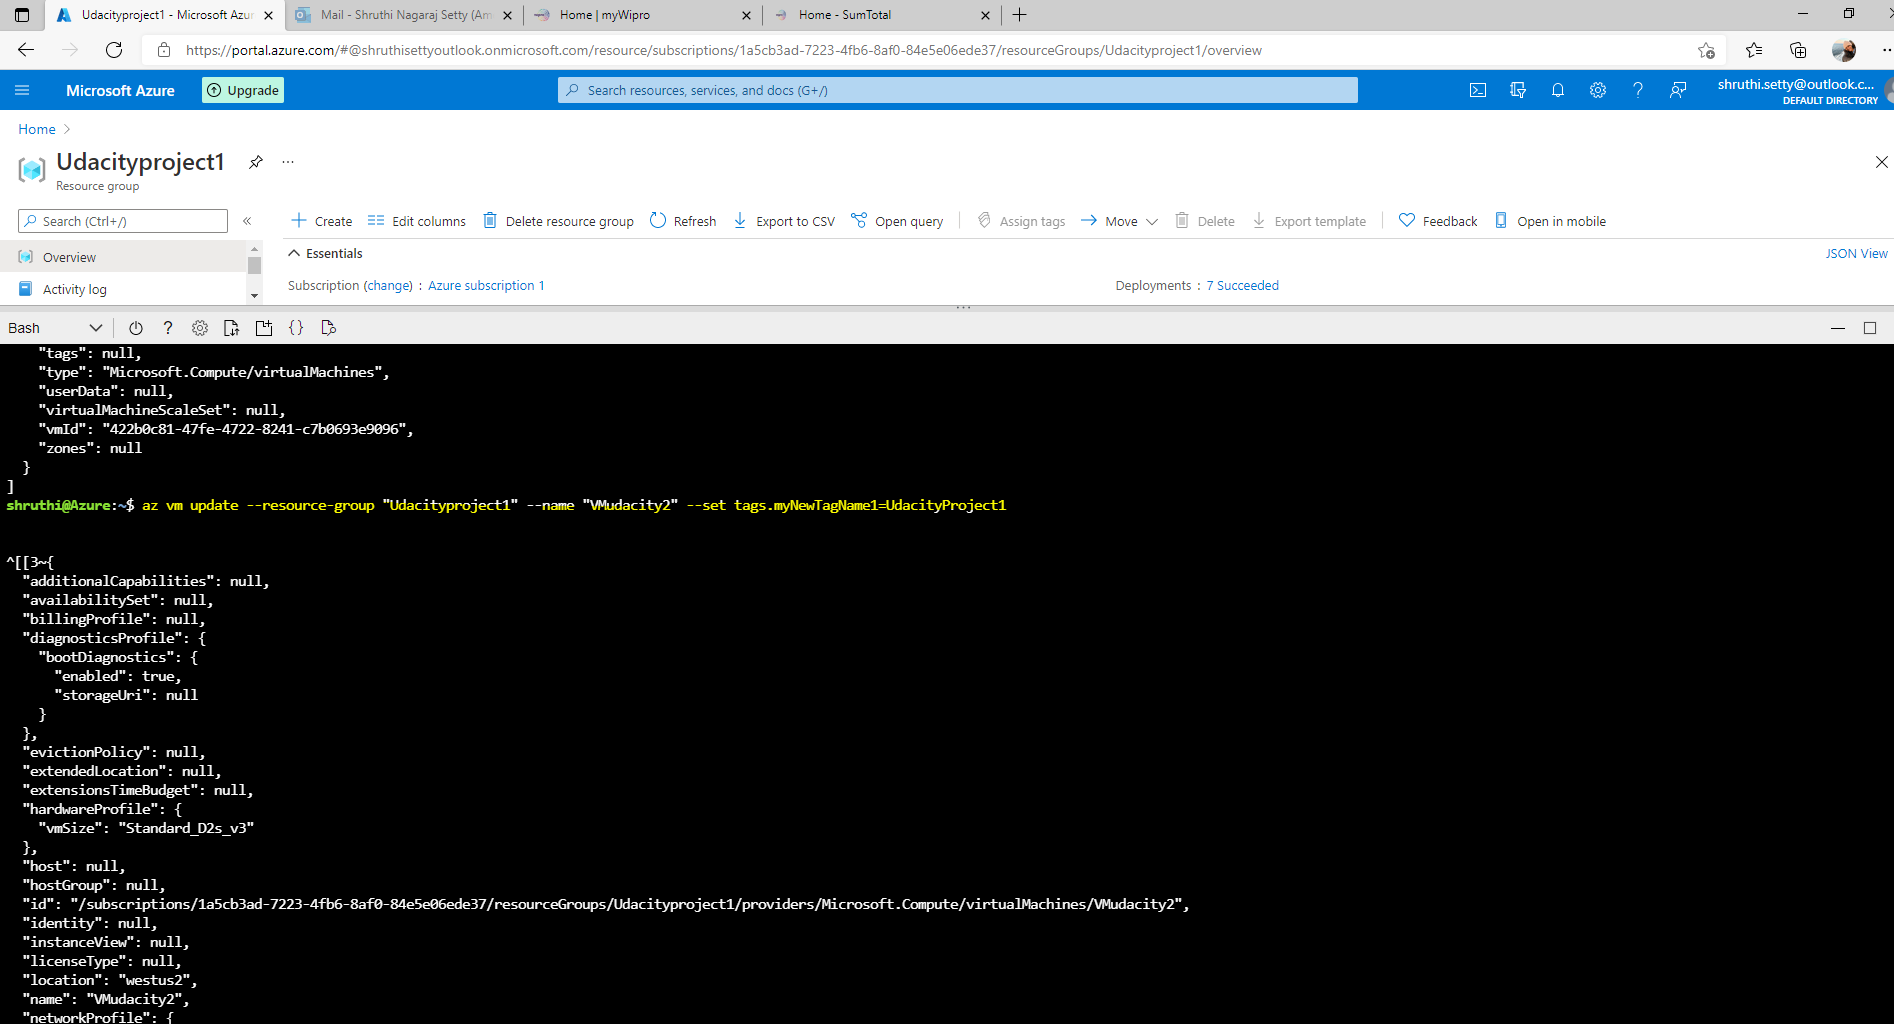 Udacityproject1 - Microsoft Azur
Mail - Shruthi Nagaraj Setty (Am
Home | myWipro
Home - SumTotal
https://portal.azure.com/#@shruthisettyoutlook.onmicrosoft.com/resource/subscriptions/1a5cb3ad-7223-4fb6-8af0-84e5e06ede37/resourceGroups/Udacityproject1/overview
Microsoft Azure
Upgrade
Search resources, services, and docs (G+/)
shruthi.setty@outlook.c...
DEFAULT DIRECTORY
Home >
Udacityproject1
...
Resource group
Search (Ctrl+/)
«
Create
Edit columns
Delete resource group
Refresh
Export to CSV
Open query
Assign tags
Move
Delete
Export template
Feedback
Open in mobile
Overview
Activity log
Essentials
JSON View
Subscription (change) : Azure subscription 1
Deployments : 7 Succeeded
Bash
?
{}
"tags": null,
"type": "Microsoft.Compute/virtualMachines",
"userData": null,
"virtualMachineScaleSet": null,
"vmId": "422b0c81-47fe-4722-8241-c7b0693e9096",
"zones": null
}
]
shruthi@Azure:~$ az vm update --resource-group "Udacityproject1" --name "VMudacity2" --set tags.myNewTagName1=UdacityProject1
^[[3~{
"additionalCapabilities": null,
"availabilitySet": null,
"billingProfile": null,
"diagnosticsProfile": {
"bootDiagnostics": {
"enabled": true,
"storageUri": null
}
},
"evictionPolicy": null,
"extendedLocation": null,
"extensionsTimeBudget": null,
"hardwareProfile": {
"vmSize": "Standard_D2s_v3"
},
"host": null,
"hostGroup": null,
"id": "/subscriptions/1a5cb3ad-7223-4fb6-8af0-84e5e06ede37/resourceGroups/Udacityproject1/providers/Microsoft.Compute/virtualMachines/VMudacity2",
"identity": null,
"instanceView": null,
"licenseType": null,
"location": "westus2",
"name": "VMudacity2",
"networkProfile": {